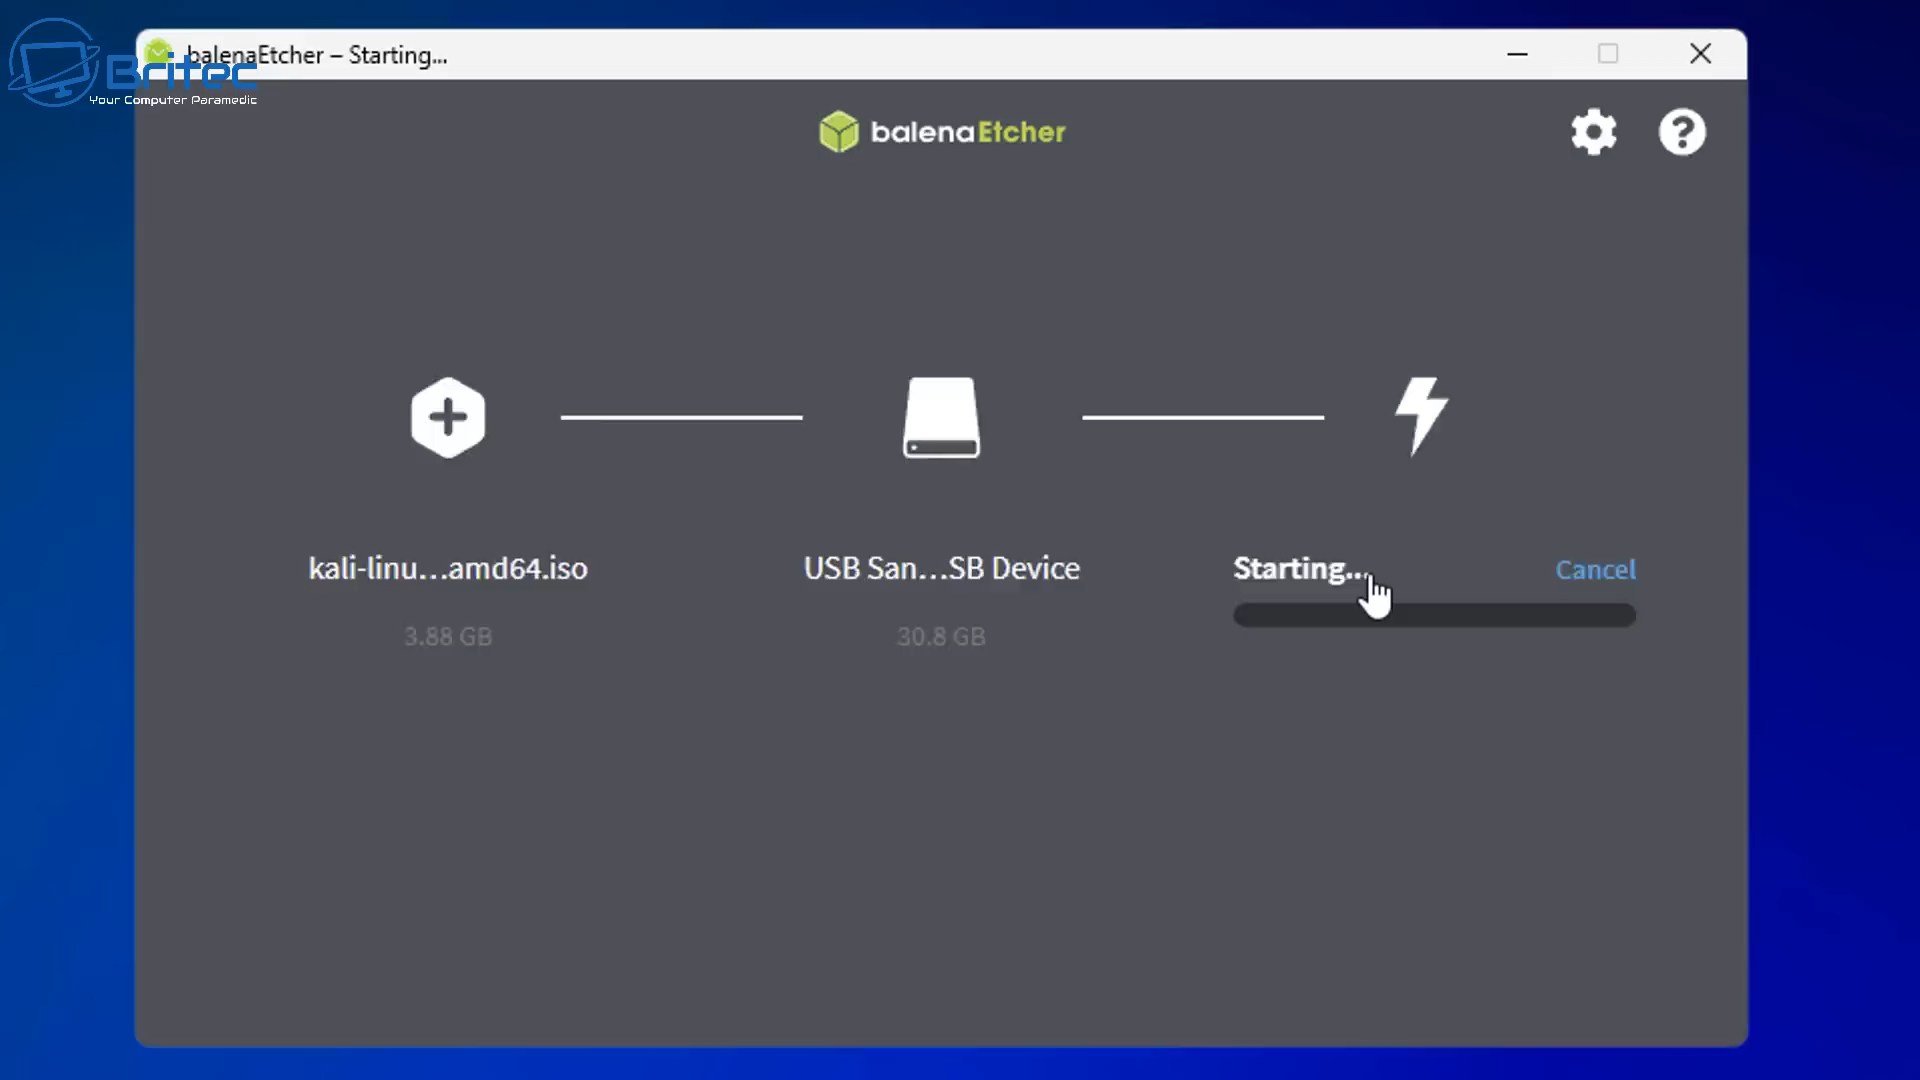 balenaEtcher – Starting...
Britec
Your Computer Paramedic
balenaEtcher
kali-linu...amd64.iso
USB San...SB Device
Starting...
Cancel
3.88 GB
30.8 GB